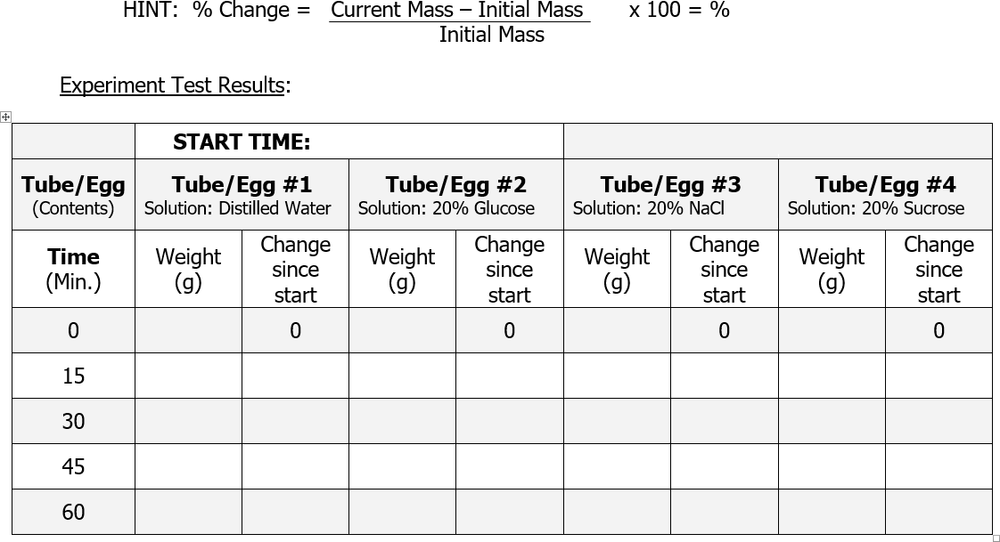 HINT: % Change = Current Mass – Initial Mass x 100 = %
Initial Mass
Experiment Test Results:
START TIME:
Tube/Egg (Contents)
Tube/Egg #1 Solution: Distilled Water
Tube/Egg #2 Solution: 20% Glucose
Tube/Egg #3 Solution: 20% NaCl
Tube/Egg #4 Solution: 20% Sucrose
Time (Min.)
Weight (g)
Change since start
Weight (g)
Change since start
Weight (g)
Change since start
Weight (g)
Change since start
0 0 0 0 0
15
30
45
60